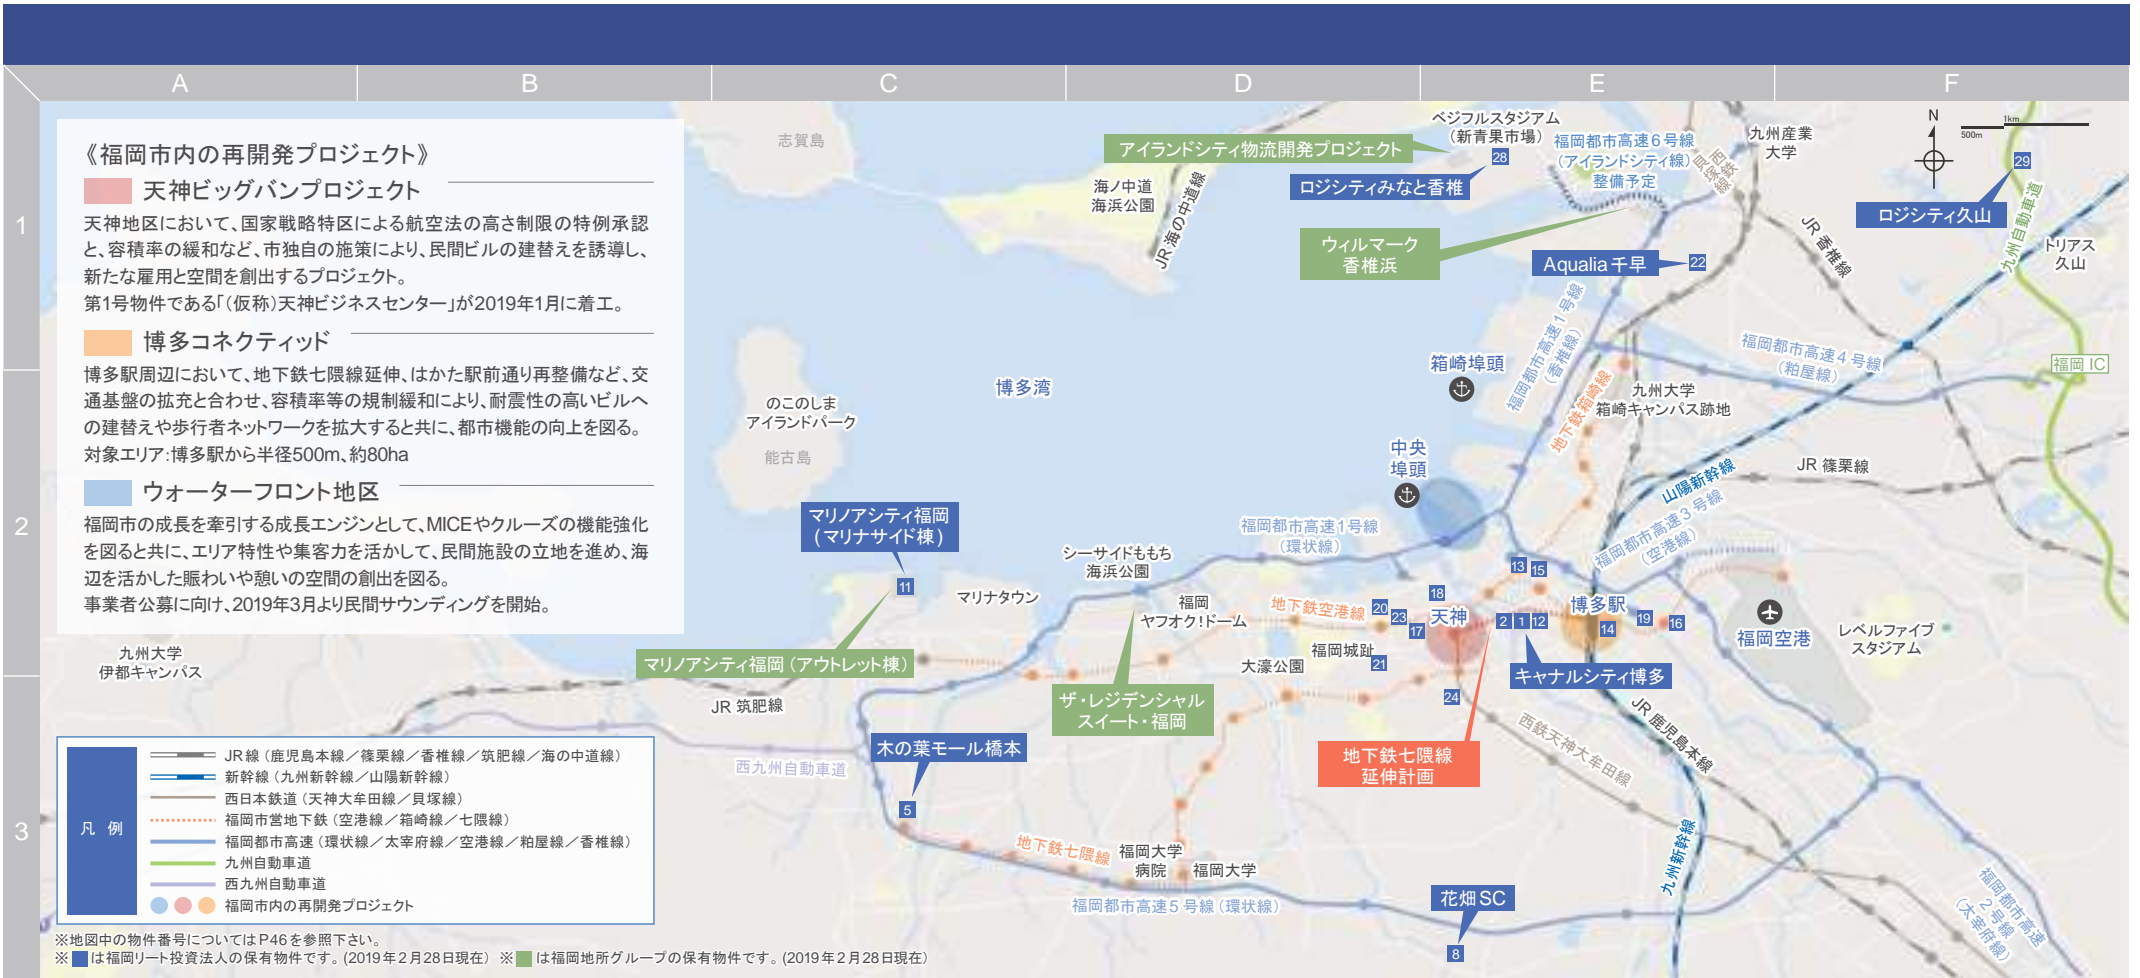 A B C D E F
1
2
3
《福岡市内の再開発プロジェクト》
天神ビッグバンプロジェクト
天神地区において、国家戦略特区による航空法の高さ制限の特例承認
と、容積率の緩和など、市独自の施策により、民間ビルの建替えを誘導し、
新たな雇用と空間を創出するプロジェクト。
第1号物件である「(仮称)天神ビジネスセンター」が2019年1月に着工。
博多コネクティッド
博多駅周辺において、地下鉄七隈線延伸、はかた駅前通り再整備など、交
通基盤の拡充と合わせ、容積率等の規制緩和により、耐震性の高いビルへ
の建替えや歩行者ネットワークを拡大すると共に、都市機能の向上を図る。
対象エリア:博多駅から半径500m、約80ha
ウォーターフロント地区
福岡市の成長を牽引する成長エンジンとして、MICEやクルーズの機能強化
を図ると共に、エリア特性や集客力を活かして、民間施設の立地を進め、海
辺を活かした賑わいや憩いの空間の創出を図る。
事業者公募に向け、2019年3月より民間サウンディングを開始。
志賀島
アイランドシティ物流開発プロジェクト
海ノ中道
海浜公園
JR 海の中道線
ベジフルスタジアム
(新青果市場)
28
ロジシティみなと香椎
福岡都市高速6号線
(アイランドシティ線)
整備予定
西鉄
貝塚線
九州産業
大学
N
500m
1km
29
ロジシティ久山
九州自動車道
トリアス
久山
ウィルマーク
香椎浜
Aqualia 千早
22
JR 香椎線
福岡都市高速1号線
(香椎線)
福岡都市高速4号線
(粕屋線)
福岡 IC
箱崎埠頭
地下鉄箱崎線
九州大学
箱崎キャンパス跡地
博多湾
のこのしま
アイランドパーク
能古島
中央
埠頭
JR 篠栗線
山陽新幹線
福岡都市高速3号線
(空港線)
マリノアシティ福岡
(マリナサイド棟)
11
マリナタウン
シーサイドももち
海浜公園
福岡都市高速1号線
(環状線)
福岡
ヤフオク!ドーム
地下鉄空港線
20
23
17
18
天神
13
15
2
1
12
博多駅
14
19
16
福岡空港
レベルファイブ
スタジアム
九州大学
伊都キャンパス
マリノアシティ福岡(アウトレット棟)
大濠公園
福岡城趾
21
キャナルシティ博多
24
JR 筑肥線
ザ・レジデンシャル
スイート・福岡
西鉄天神大牟田線
JR 鹿児島本線
地下鉄七隈線
延伸計画
木の葉モール橋本
5
西九州自動車道
地下鉄七隈線
福岡大学
病院
福岡大学
福岡都市高速5号線(環状線)
花畑 SC
8
九州新幹線
福岡都市高速
2号線
(太宰府線)
凡 例
JR線(鹿児島本線/篠栗線/香椎線/筑肥線/海の中道線)
新幹線(九州新幹線/山陽新幹線)
西日本鉄道(天神大牟田線/貝塚線)
福岡市営地下鉄(空港線/箱崎線/七隈線)
福岡都市高速(環状線/太宰府線/空港線/粕屋線/香椎線)
九州自動車道
西九州自動車道
福岡市内の再開発プロジェクト
※地図中の物件番号についてはP46を参照下さい。
※ は福岡リート投資法人の保有物件です。(2019年2月28日現在) ※ は福岡地所グループの保有物件です。(2019年2月28日現在)